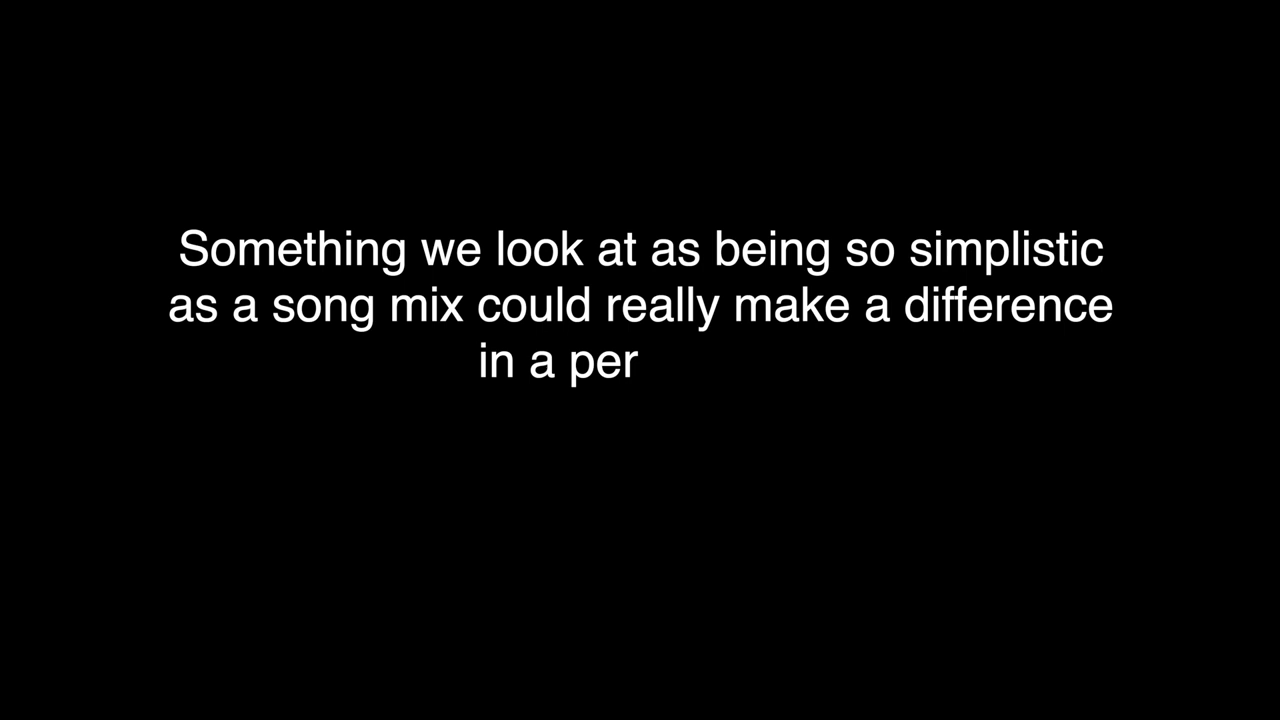 Something we look at as being so simplistic
as a song mix could really make a difference
in a per